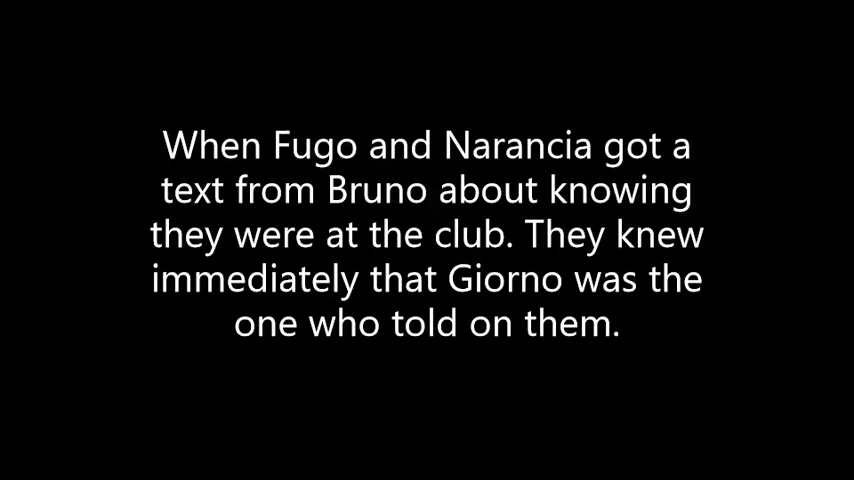 When Fugo and Narancia got a
text from Bruno about knowing
they were at the club. They knew
immediately that Giorno was the
one who told on them.